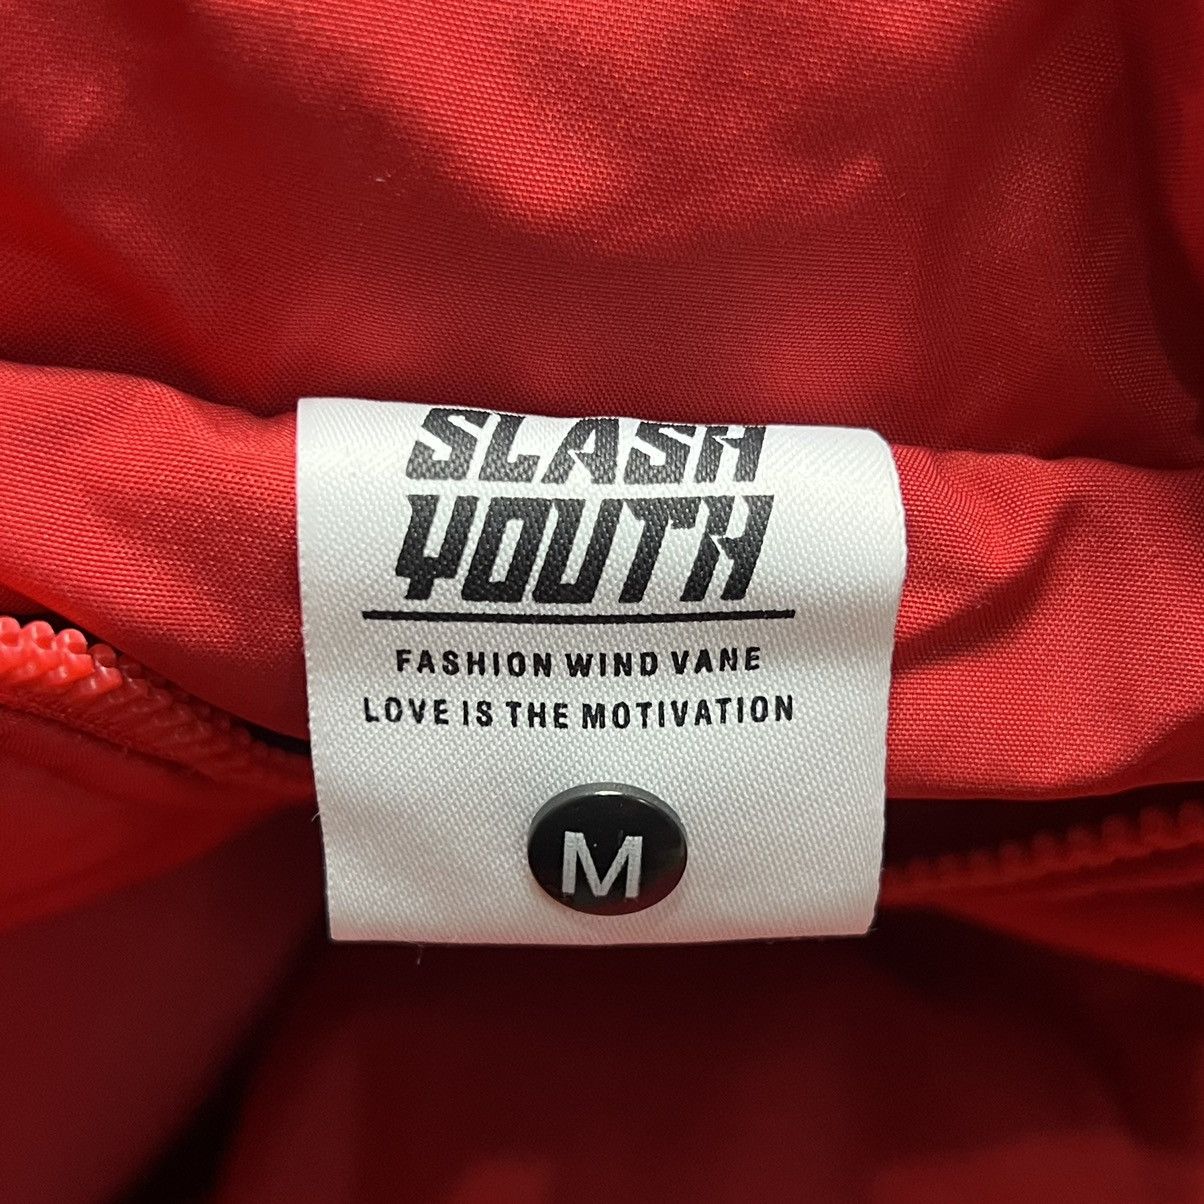 SLASH
YOUTH
FASHION WIND VANE
LOVE IS THE MOTIVATION
M